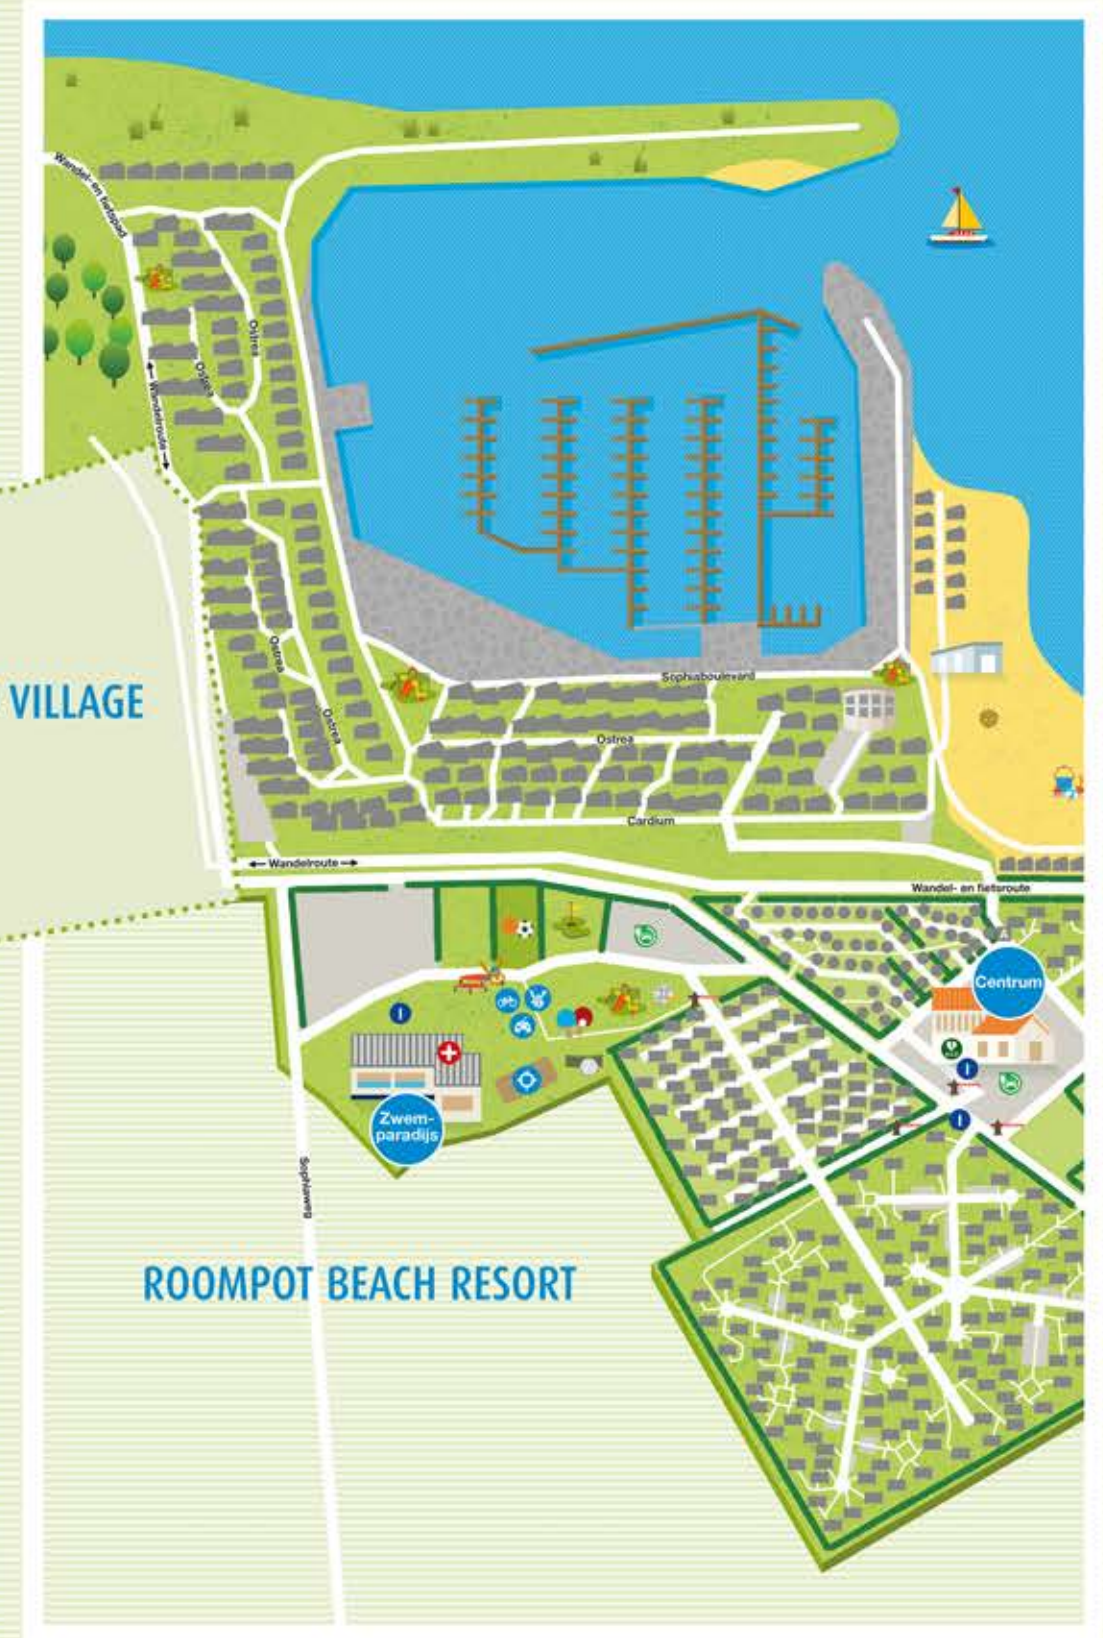 Wandel- en fietspad
Ostrea
Ostrea
Wandelroute
Sophiaboulevard
Ostrea
Ostrea
VILLAGE
Ostrea
Cardium
Wandelroute
Wandel- en fietsroute
Centrum
Zwem-
paradijs
Sophiaweg
ROOMPOT BEACH RESORT